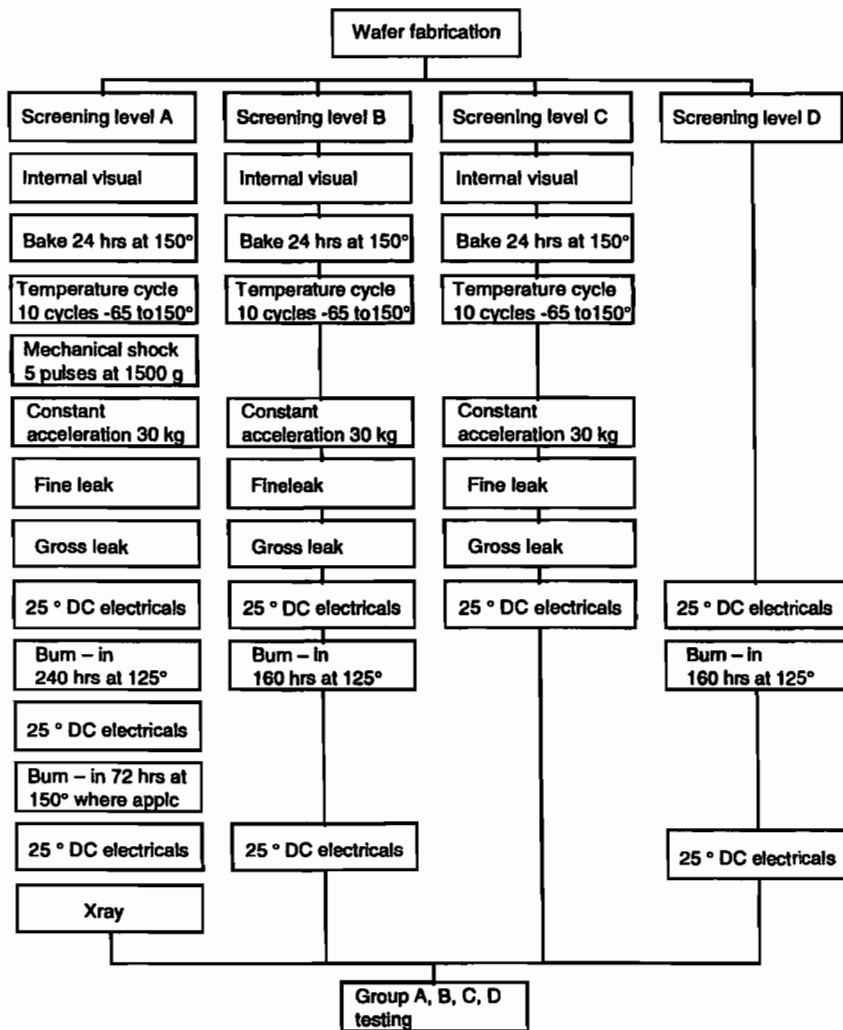 Wafer fabrication
Screening level A
Screening level B
Screening level C
Screening level D
Internal visual
Internal visual
Internal visual
Bake 24 hrs at 150°
Bake 24 hrs at 150°
Bake 24 hrs at 150°
Temperature cycle
10 cycles -65 to150°
Temperature cycle
10 cycles -65 to150°
Temperature cycle
10 cycles -65 to150°
Mechanical shock
5 pulses at 1500 g
Constant
acceleration 30 kg
Constant
acceleration 30 kg
Constant
acceleration 30 kg
Fine leak
Fineleak
Fine leak
Gross leak
Gross leak
Gross leak
25 ° DC electricals
25 ° DC electricals
25 ° DC electricals
25 ° DC electricals
Burn – in
240 hrs at 125°
Burn – in
160 hrs at 125°
Burn – in
160 hrs at 125°
25 ° DC electricals
Burn – in 72 hrs at
150° where applc
25 ° DC electricals
25 ° DC electricals
25 ° DC electricals
Xray
Group A, B, C, D
testing